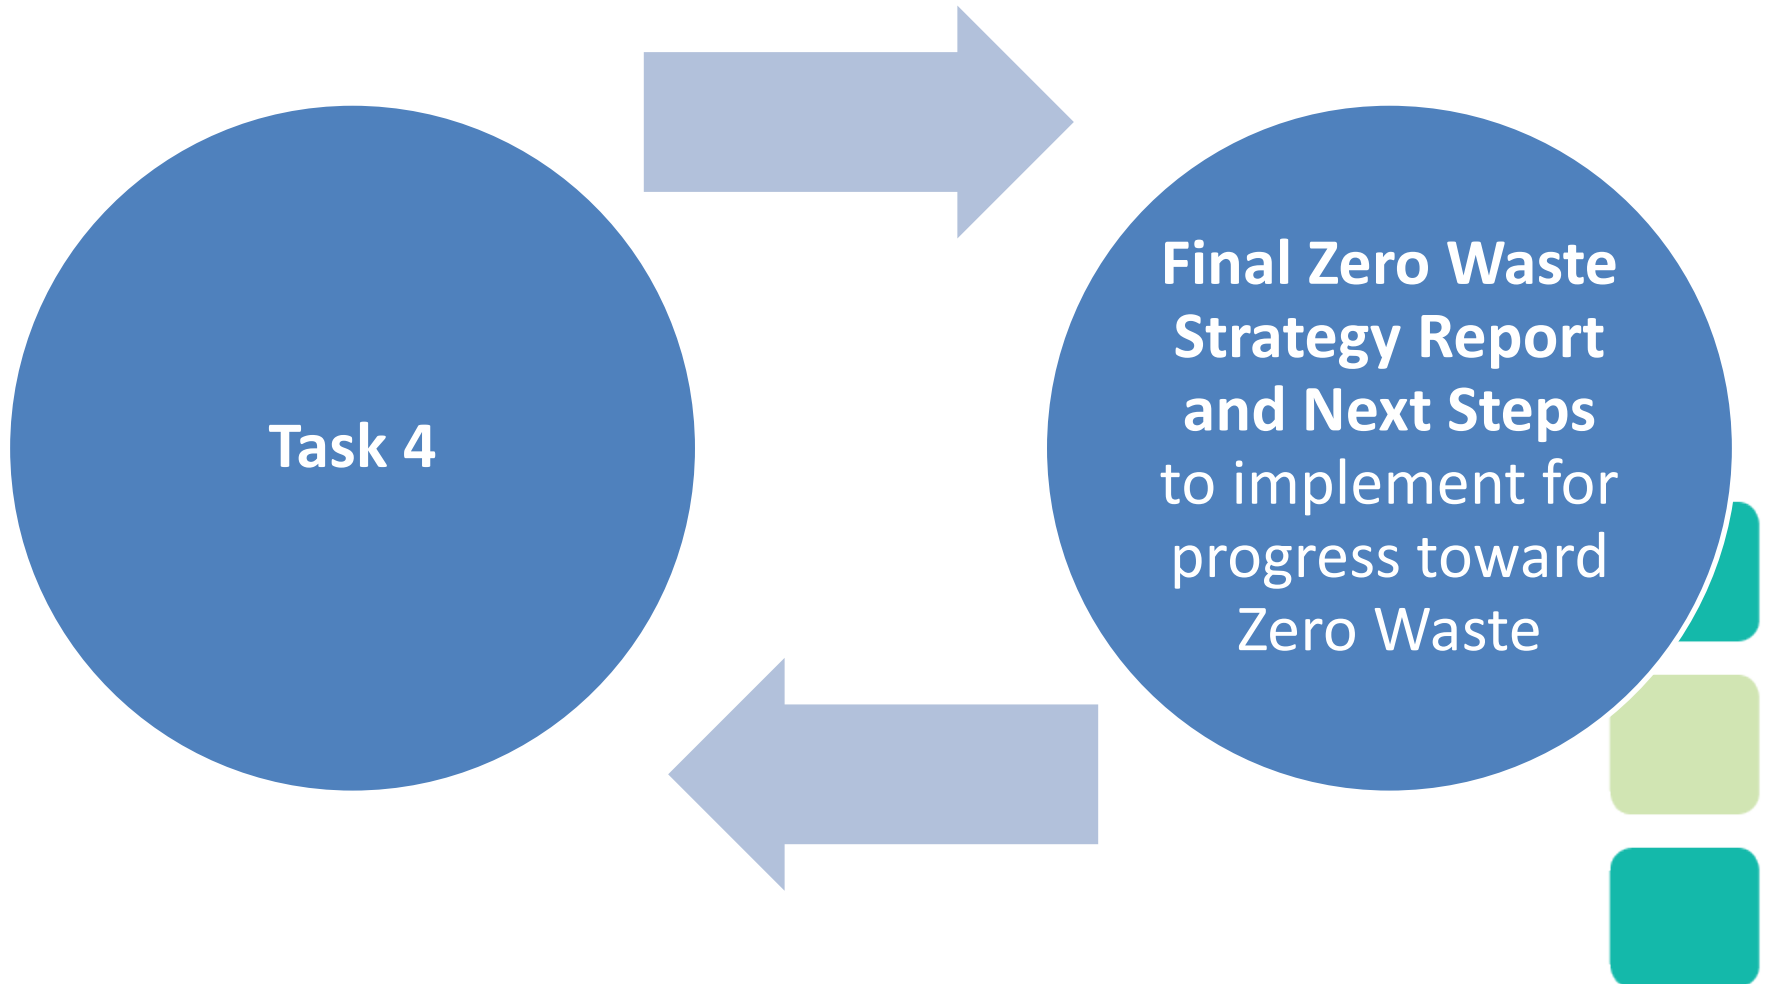 Task 4
Final Zero Waste
Strategy Report
and Next Steps
to implement for
progress toward
Zero Waste